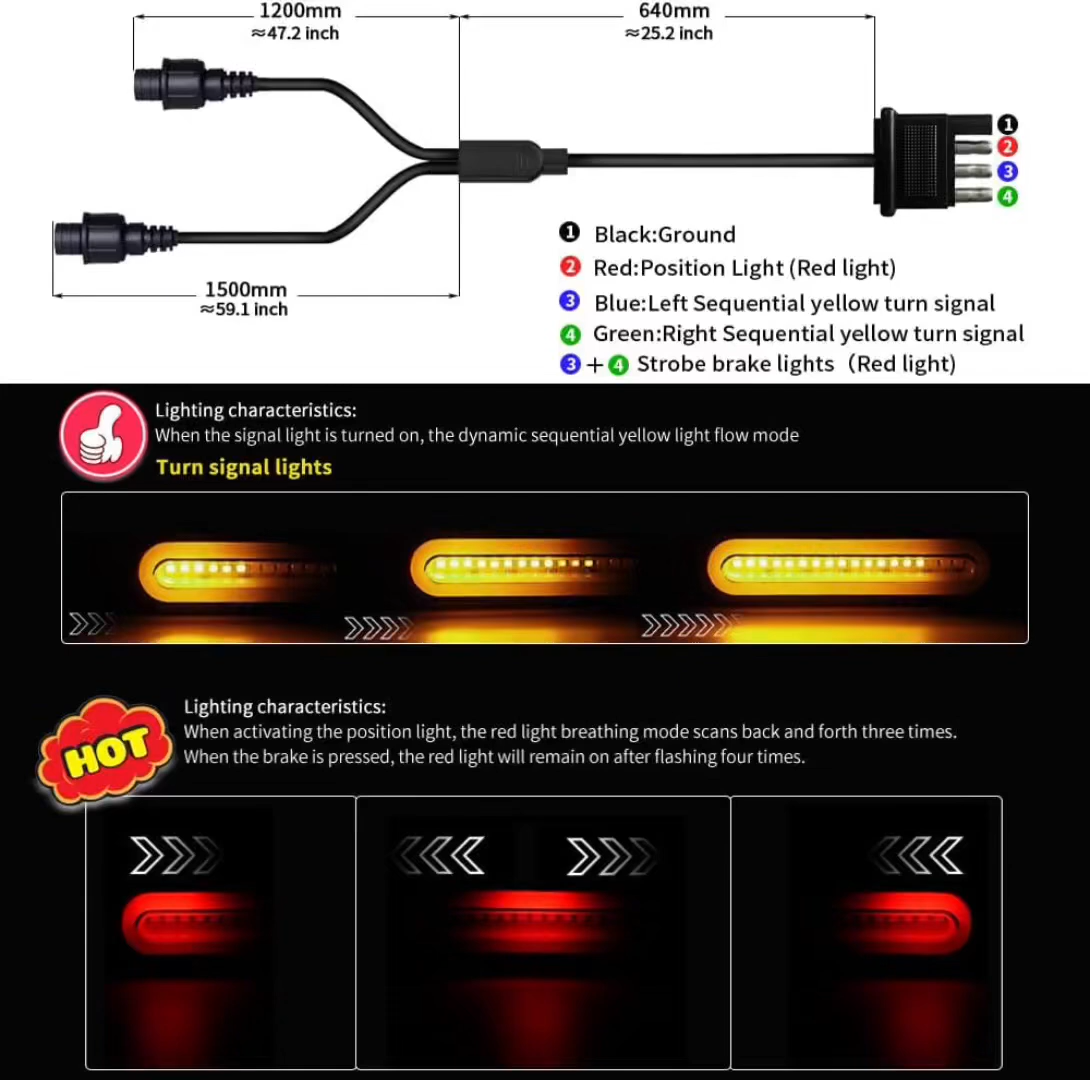 1200mm
≈47.2 inch
640mm
≈25.2 inch
1
2
3
4
1500mm
≈59.1 inch
1 Black:Ground
2 Red:Position Light (Red light)
3 Blue:Left Sequential yellow turn signal
4 Green:Right Sequential yellow turn signal
3 + 4 Strobe brake lights (Red light)
Lighting characteristics:
When the signal light is turned on, the dynamic sequential yellow light flow mode
Turn signal lights
HOT
Lighting characteristics:
When activating the position light, the red light breathing mode scans back and forth three times.
When the brake is pressed, the red light will remain on after flashing four times.